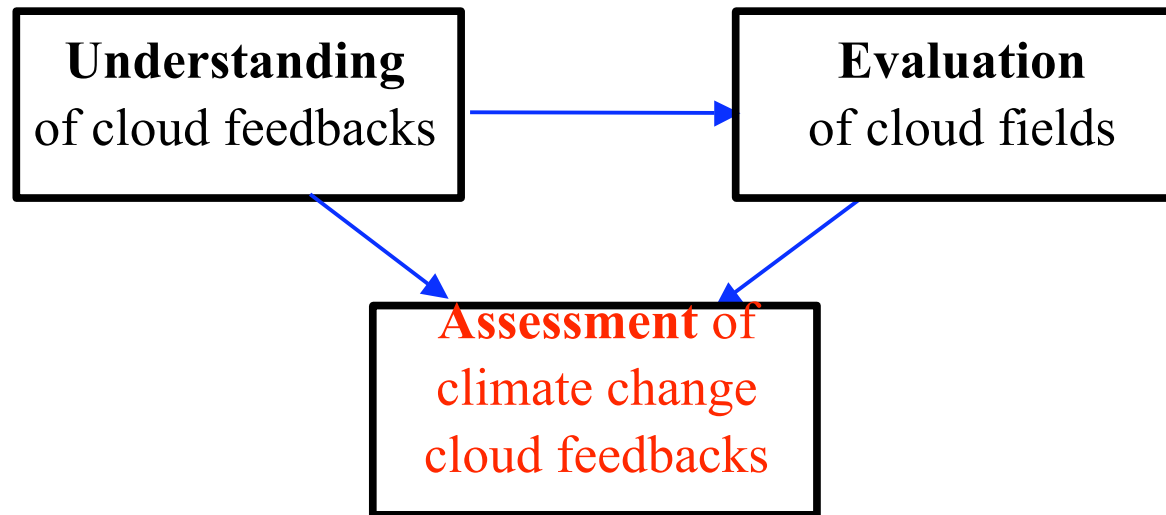 Understanding
of cloud feedbacks
Evaluation
of cloud fields
Assessment of
climate change
cloud feedbacks